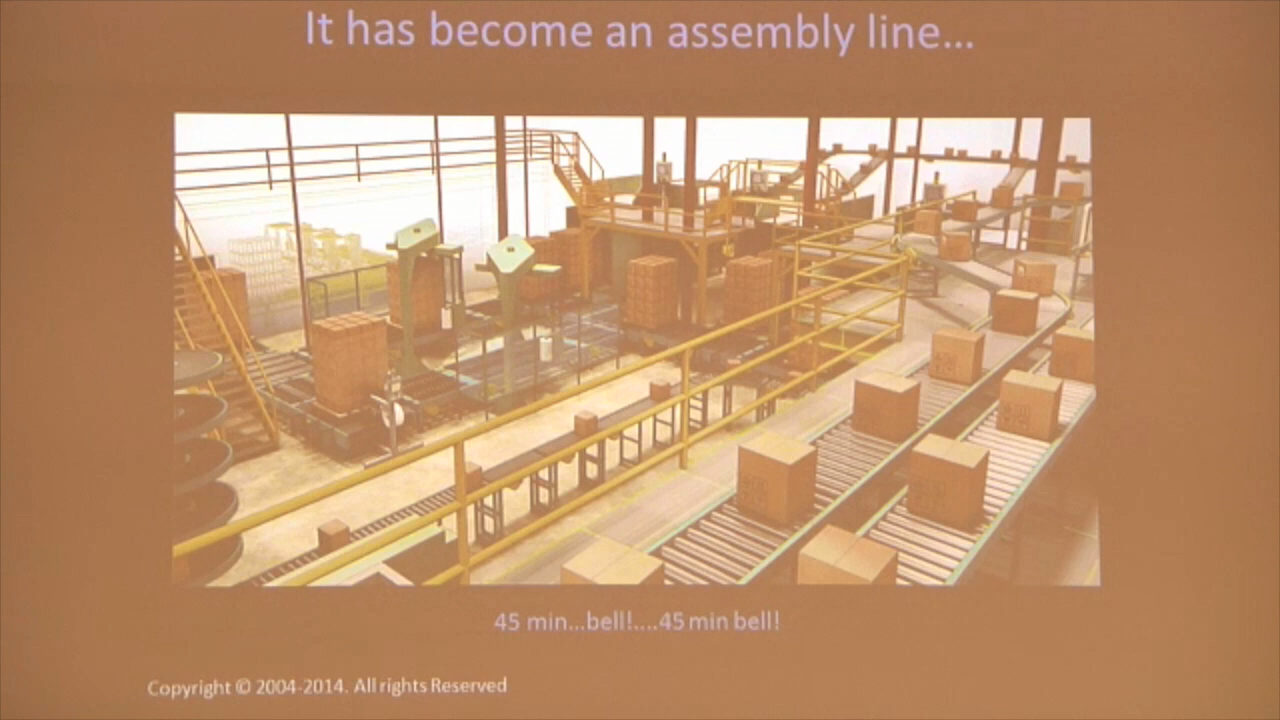 It has become an assembly line...
45 min...bell!....45 min bell!
Copyright © 2004-2014. All rights Reserved